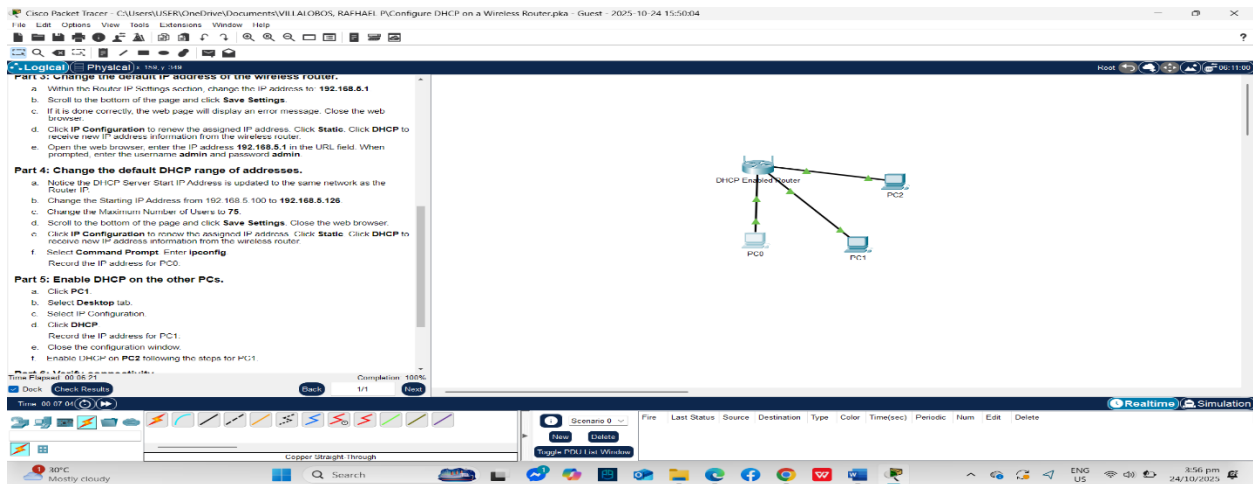 Cisco Packet Tracer - C:\Users\USER\OneDrive\Documents\VILLALOBOS, RAFHAEL P\Configure DHCP on a Wireless Router.pka - Guest - 2025-10-24 15:50:04
File Edit Options View Tools Extensions Window Help
?
Logical Physical x: 159, y: 349
Root 06:11:00
Part 3: Change the default IP address of the wireless router.
a. Within the Router IP Settings section, change the IP address to: 192.168.5.1
b. Scroll to the bottom of the page and click Save Settings.
c. If it is done correctly, the web page will display an error message. Close the web
browser.
d. Click IP Configuration to renew the assigned IP address. Click Static. Click DHCP to
receive new IP address information from the wireless router.
e. Open the web browser, enter the IP address 192.168.5.1 in the URL field. When
prompted, enter the username admin and password admin.
Part 4: Change the default DHCP range of addresses.
a. Notice the DHCP Server Start IP Address is updated to the same network as the
Router IP.
b. Change the Starting IP Address from 192.168.5.100 to 192.168.5.126
c. Change the Maximum Number of Users to 75.
d. Scroll to the bottom of the page and click Save Settings. Close the web browser.
e. Click IP Configuration to renew the assigned IP address. Click Static. Click DHCP to
receive new IP address information from the wireless router.
f. Select Command Prompt. Enter ipconfig.
Record the IP address for PC0.
Part 5: Enable DHCP on the other PCs.
a. Click PC1.
b. Select Desktop tab.
c. Select IP Configuration.
d. Click DHCP.
Record the IP address for PC1.
e. Close the configuration window.
f. Enable DHCP on PC2 following the steps for PC1.
Part 6: Verify connectivity.
DHCP Enabled Router
PC2
PC0
PC1
Time Elapsed: 00:06:21 Completion: 100%
Dock Check Results Back 1/1 Next
Time: 00:07:04
Realtime Simulation
Scenario 0
New Delete
Toggle PDU List Window
Fire Last Status Source Destination Type Color Time(sec) Periodic Num Edit Delete
Copper Straight-Through
1
30°C
Mostly cloudy
Search
ENG
US
3:56 pm
24/10/2025